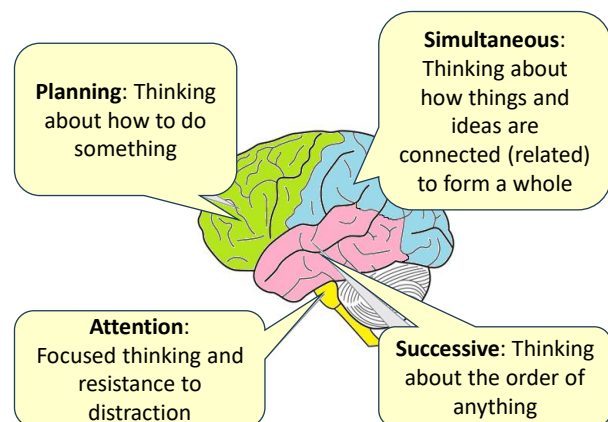 Planning: Thinking
about how to do
something
Simultaneous:
Thinking about
how things and
ideas are
connected (related)
to form a whole
Attention:
Focused thinking and
resistance to
distraction
Successive: Thinking
about the order of
anything